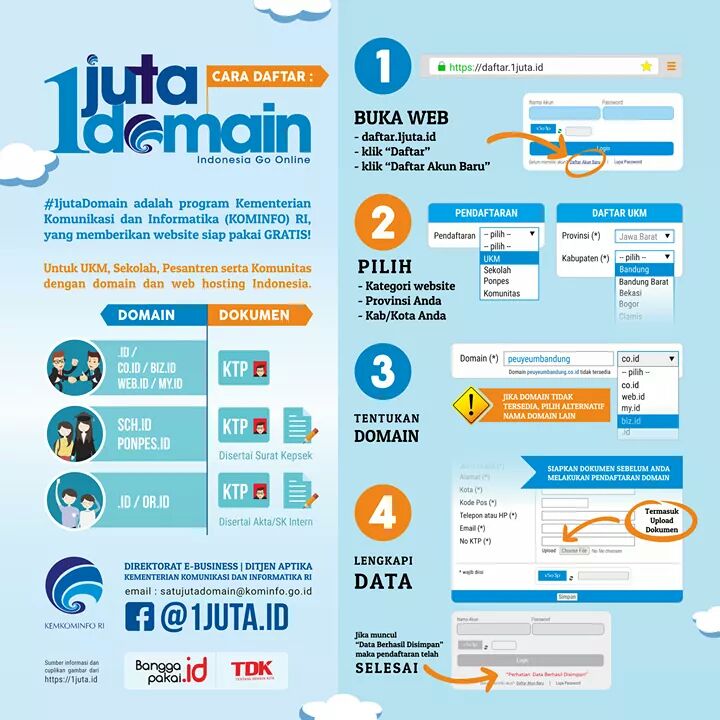 1juta
domain
Indonesia Go Online
CARA DAFTAR :
#1jutaDomain adalah program Kementerian
Komunikasi dan Informatika (KOMINFO) RI,
yang memberikan website siap pakai GRATIS!
Untuk UKM, Sekolah, Pesantren serta Komunitas
dengan domain dan web hosting Indonesia.
DOMAIN
DOKUMEN
.ID /
CO.ID / BIZ.ID
WEB.ID / MY.ID
KTP
SCH.ID
PONPES.ID
KTP
Disertai Surat Kepsek
.ID / OR.ID
KTP
Disertai Akta/SK Intern
KEMKOMINFO RI
DIREKTORAT E-BUSINESS | DITJEN APTIKA
KEMENTERIAN KOMUNIKASI DAN INFORMATIKA RI
email : satujutadomain@kominfo.go.id
@1JUTA.ID
Sumber informasi dan
cuplikan gambar dari
https://1juta.id
Bangga
pakai.id
TDK
1
https://daftar.1juta.id
BUKA WEB
- daftar.1juta.id
- klik “Daftar”
- klik “Daftar Akun Baru”
Nama Akun
Password
Login
Daftar Akun Baru
Lupa Password
2
PILIH
- Kategori website
- Provinsi Anda
- Kab/Kota Anda
PENDAFTARAN
Pendaftaran
- pilih --
- pilih --
UKM
Sekolah
Ponpes
Komunitas
DAFTAR UKM
Provinsi (*)
Jawa Barat
Kabupaten (*)
-- pilih --
Bandung
Bandung Barat
Bekasi
Bogor
Ciamis
3
TENTUKAN
DOMAIN
Domain (*)
peuyeumbandung
co.id
Domain peuyeumbandung.co.id tidak tersedia
-- pilih --
co.id
web.id
my.id
biz.id
.id
JIKA DOMAIN TIDAK
TERSEDIA, PILIH ALTERNATIF
NAMA DOMAIN LAIN
4
LENGKAPI
DATA
SIAPKAN DOKUMEN SEBELUM ANDA
MELAKUKAN PENDAFTARAN DOMAIN
Alamat (*)
Kota (*)
Kode Pos (*)
Telepon atau HP (*)
Email (*)
No KTP (*)
Upload
Choose File
No file choosen
Termasuk
Upload
Dokumen
* wajib diisi
Simpan
Jika muncul
“Data Berhasil Disimpan”
maka pendaftaran telah
SELESAI
Nama Akun
Password
Login
"Perhatian: Data Berhasil Disimpan"
Daftar Akun Baru
Lupa Password